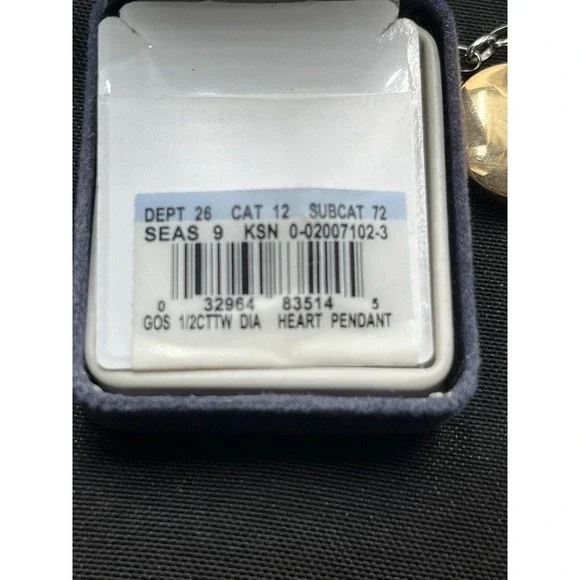 DEPT 26 CAT 12 SUBCAT 72
SEAS 9 KSN 0-02007102-3
0 32964 83514 5
GOS 1/2CTTW DIA HEART PENDANT